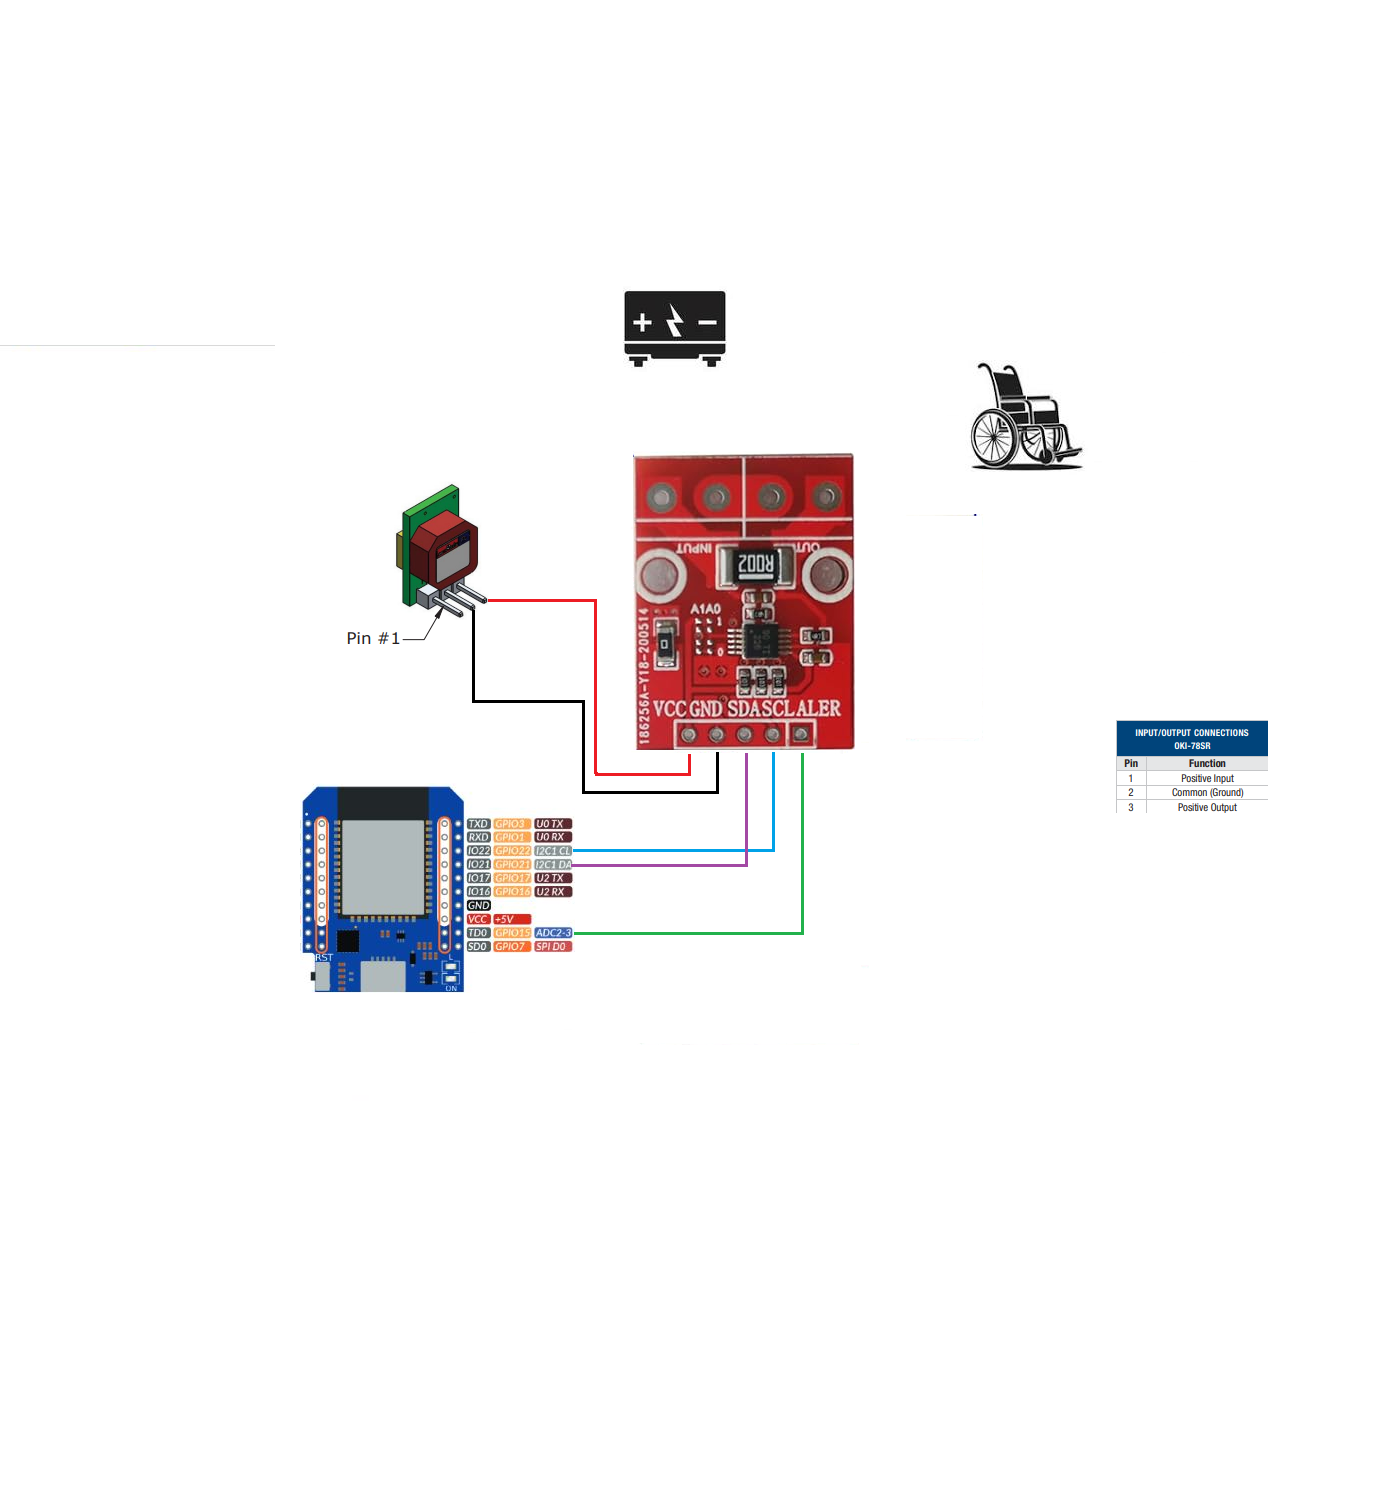 + −
INPUT
R002
A1A0
1
0
186256A-Y18-200514
Pin #1
VCC GND SDA SCL ALER
INPUT/OUTPUT CONNECTIONS
OKI-78SR
Pin Function
1 Positive Input
2 Common (Ground)
3 Positive Output
TXD GPIO3 U0 TX
RXD GPIO1 U0 RX
IO22 GPIO22 I2C1 CL
IO21 GPIO21 I2C1 DA
IO17 GPIO17 U2 TX
IO16 GPIO16 U2 RX
GND
VCC +5V
TD0 GPIO15 ADC2-3
SD0 GPIO7 SPI D0
RST
L
ON